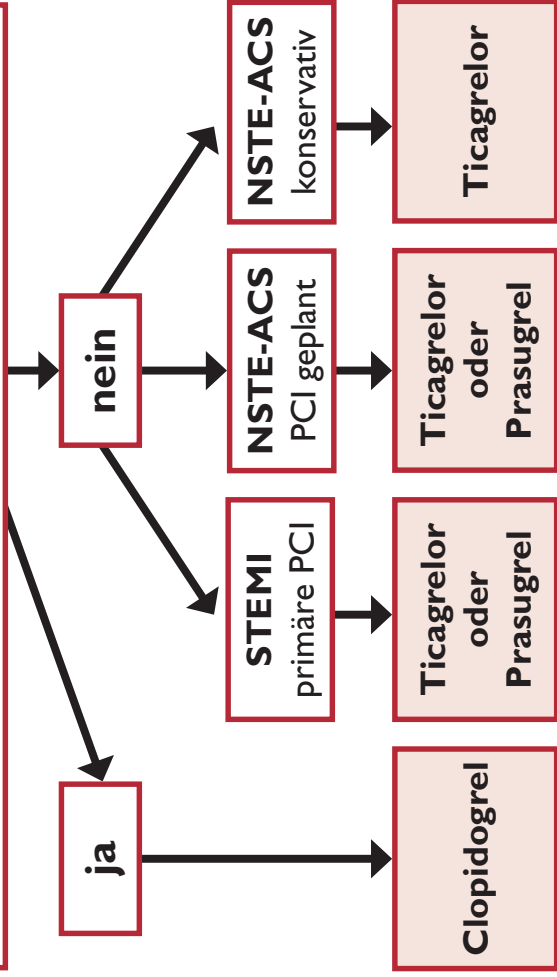 ja
nein
STEMI
primäre PCI
NSTE-ACS
PCI geplant
NSTE-ACS
konservativ
Clopidogrel
Ticagrelor
oder
Prasugrel
Ticagrelor
oder
Prasugrel
Ticagrelor